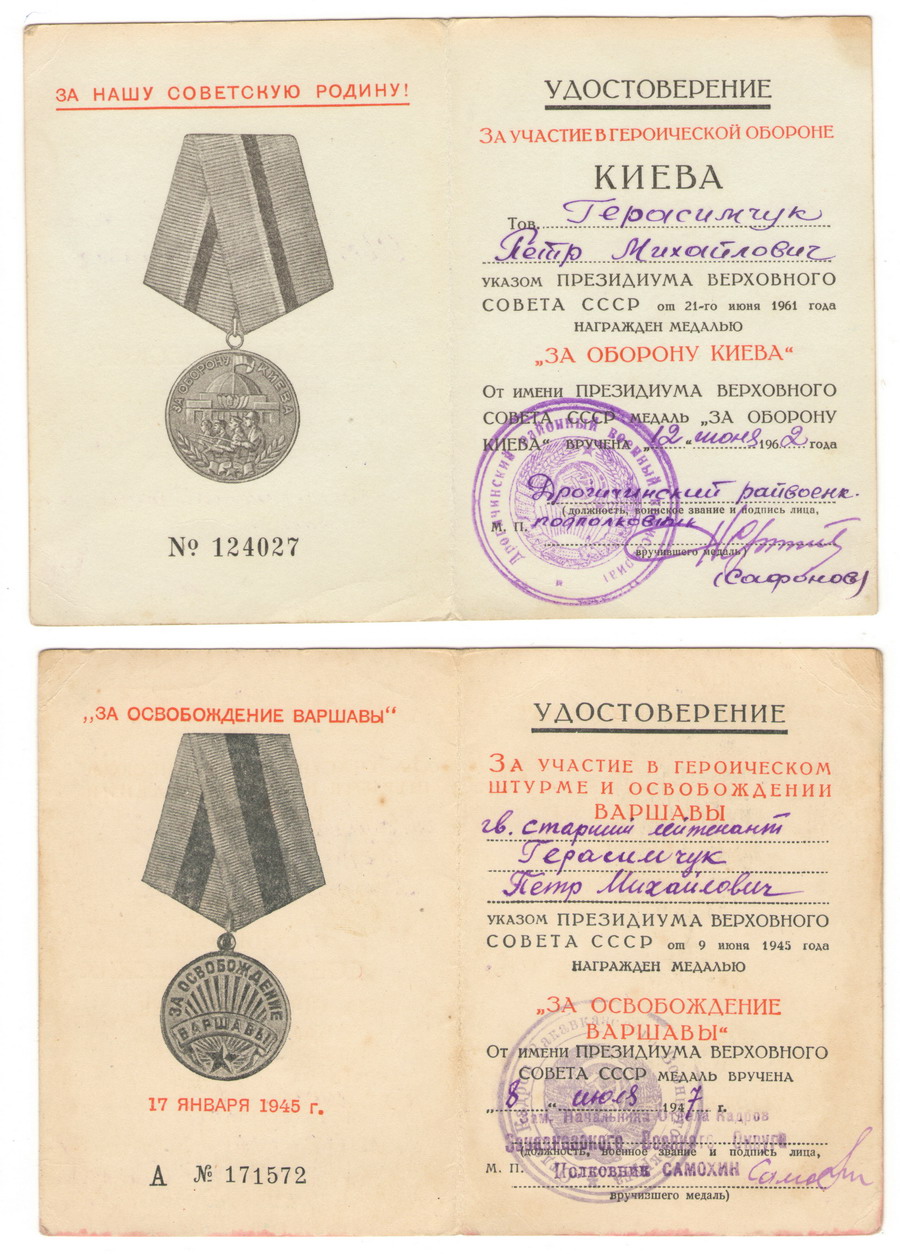 ЗА НАШУ СОВЕТСКУЮ РОДИНУ!
ЗА ОБОРОНУ КИЕВА
№ 124027
УДОСТОВЕРЕНИЕ
ЗА УЧАСТИЕ В ГЕРОИЧЕСКОЙ ОБОРОНЕ
КИЕВА
Тов. Герасимчук
Петр Михайлович
УКАЗОМ ПРЕЗИДИУМА ВЕРХОВНОГО
СОВЕТА СССР от 21-го июня 1961 года
НАГРАЖДЕН МЕДАЛЬЮ
„ЗА ОБОРОНУ КИЕВА“
От имени ПРЕЗИДИУМА ВЕРХОВНОГО
СОВЕТА СССР МЕДАЛЬ „ЗА ОБОРОНУ
КИЕВА“ ВРУЧЕНА „12“ июня 1962 года
Дрогичинский райвоенк.
(должность, воинское звание и подпись лица,
М. П. подполковник
вручившего медаль)
(Сафонов)
„ЗА ОСВОБОЖДЕНИЕ ВАРШАВЫ“
ЗА ОСВОБОЖДЕНИЕ
ВАРШАВЫ
17 ЯНВАРЯ 1945 г.
А № 171572
УДОСТОВЕРЕНИЕ
ЗА УЧАСТИЕ В ГЕРОИЧЕСКОМ
ШТУРМЕ И ОСВОБОЖДЕНИИ
ВАРШАВЫ
гв. старший лейтенант
Герасимчук
Петр Михайлович
УКАЗОМ ПРЕЗИДИУМА ВЕРХОВНОГО
СОВЕТА СССР от 9 июня 1945 года
НАГРАЖДЕН МЕДАЛЬЮ
„ЗА ОСВОБОЖДЕНИЕ
ВАРШАВЫ“
От имени ПРЕЗИДИУМА ВЕРХОВНОГО
СОВЕТА СССР МЕДАЛЬ ВРУЧЕНА
„8“ июля 1947 г.
Зам. Начальника Отдела Кадров
Закавказского Военного Округа
(должность, военное звание и подпись лица,
М. П. Полковник САМОХИН
вручившего медаль)